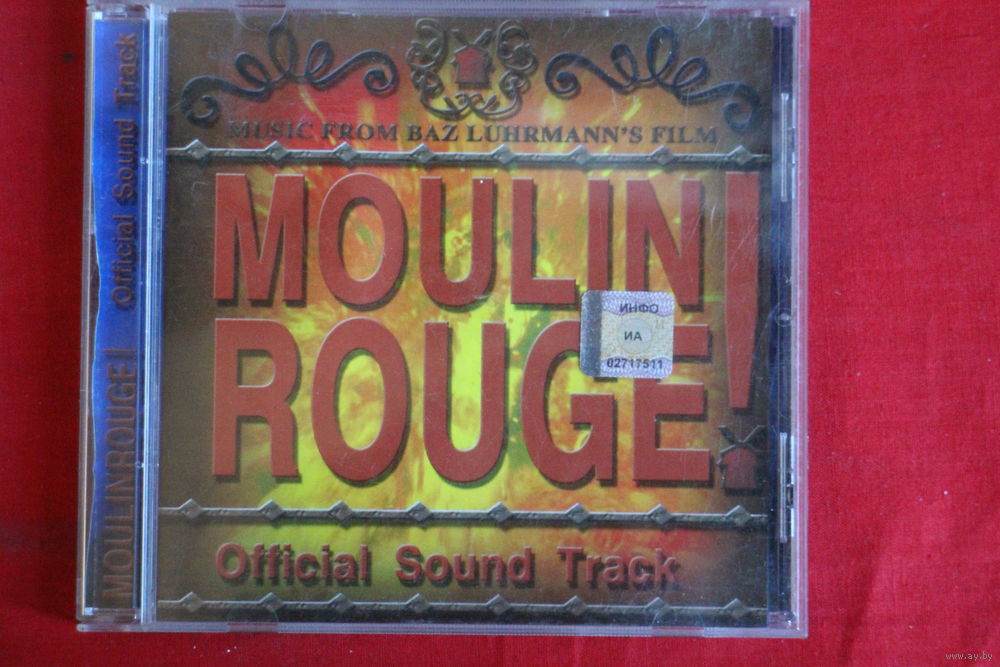 MUSIC FROM BAZ LUHRMANN'S FILM
MOULIN
ROUGE!
Official Sound Track
MOULIN ROUGE! Official Sound Track
ИНФО
ИА
02717511
www.ay.by